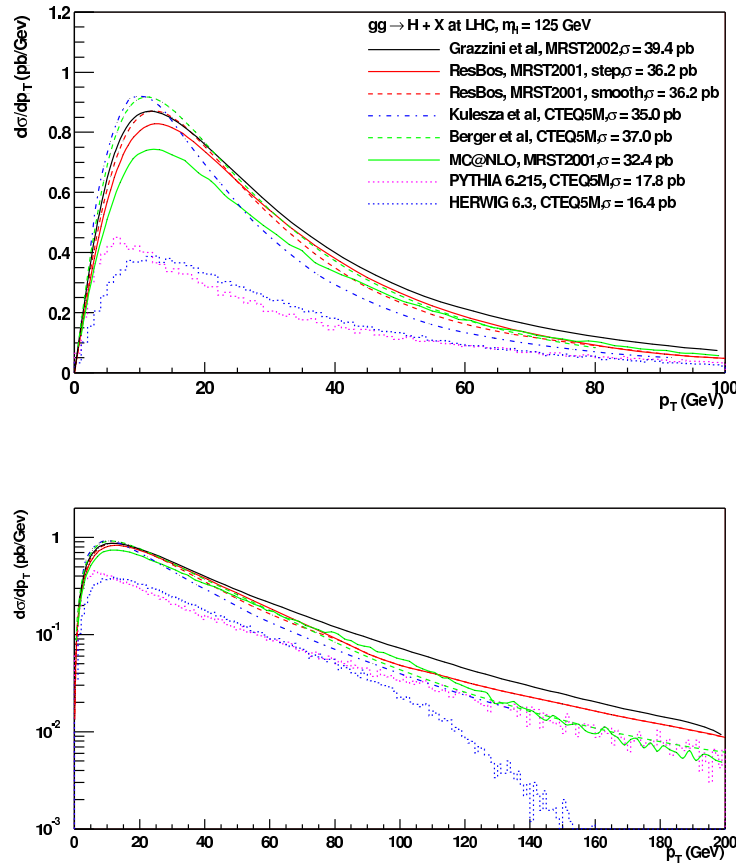 gg → H + X at LHC, mH = 125 GeV
Grazzini et al, MRST2002, σ = 39.4 pb
ResBos, MRST2001, step,σ = 36.2 pb
ResBos, MRST2001, smooth,σ = 36.2 pb
Kulesza et al, CTEQ5M, σ = 35.0 pb
Berger et al, CTEQ5M, σ = 37.0 pb
MC@NLO, MRST2001,σ = 32.4 pb
PYTHIA 6.215, CTEQ5M,σ = 17.8 pb
HERWIG 6.3, CTEQ5M,σ = 16.4 pb
dσ/dpT (pb/Gev)
1.2
1
0.8
0.6
0.4
0.2
0
0 20 40 60 80 100
pT (GeV)
dσ/dpT (pb/Gev)
1
10-1
10-2
10-3
0 20 40 60 80 100 120 140 160 180 200
pT (GeV)